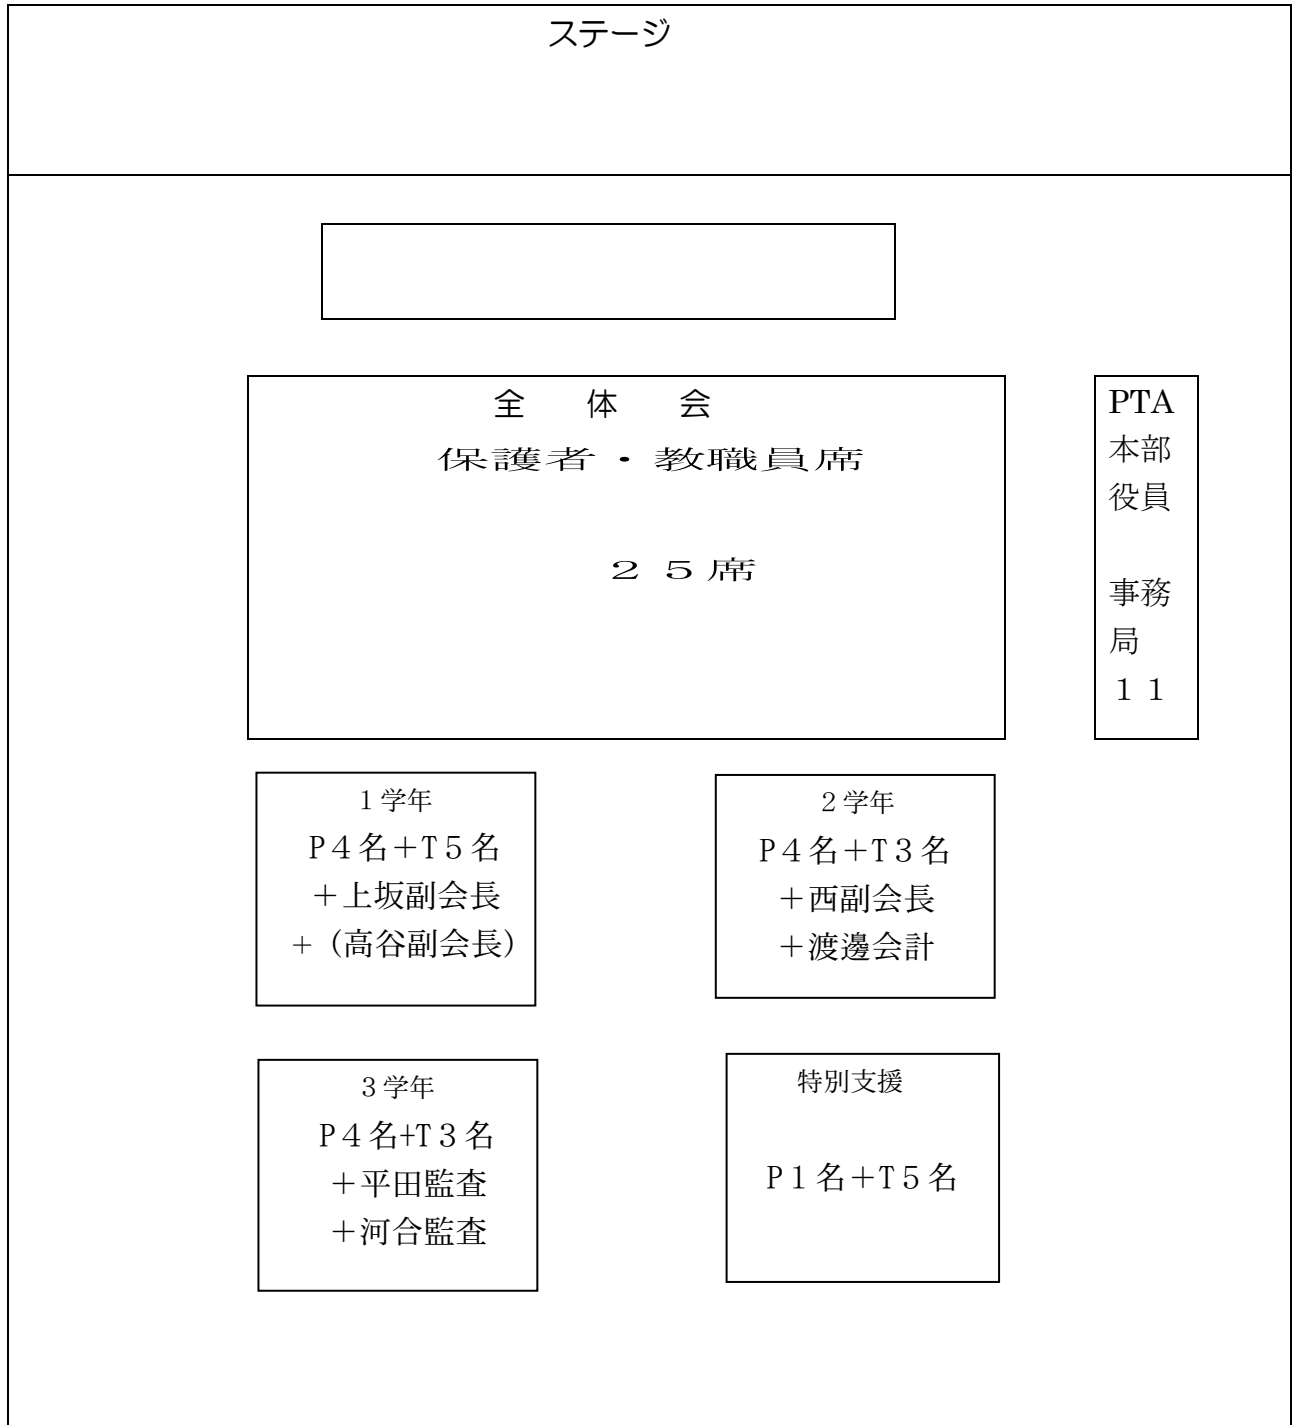 ステージ
全　体　会
保護者・教職員席
２５席
PTA
本部
役員
事務
局
１１
１学年
P４名＋T５名
＋上坂副会長
+（高谷副会長）
２学年
P４名＋T３名
＋西副会長
＋渡邊会計
３学年
P４名+T３名
＋平田監査
＋河合監査
特別支援
P１名＋T５名